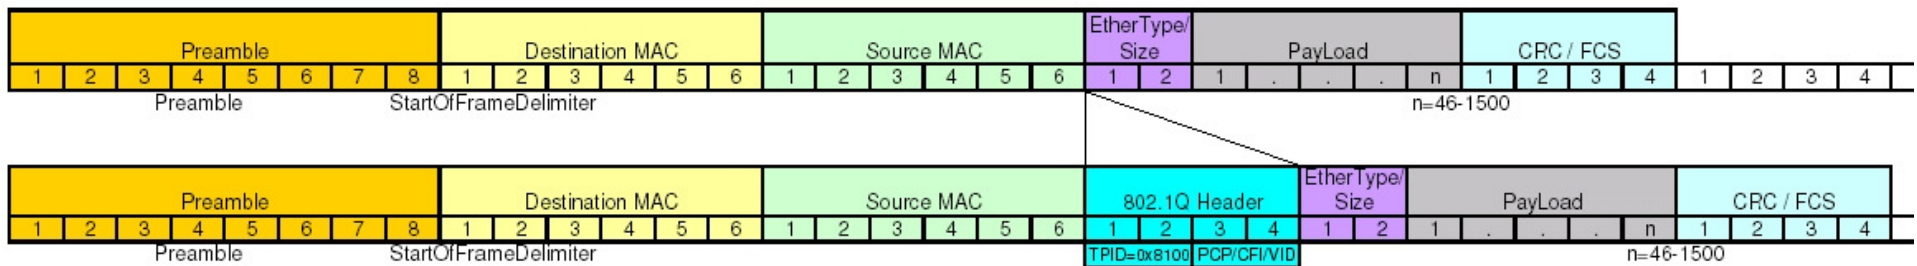 EtherType/
Preamble Destination MAC Source MAC Size PayLoad CRC / FCS
1 2 3 4 5 6 7 8 1 2 3 4 5 6 1 2 3 4 5 6 1 2 1 . . . n 1 2 3 4 1 2 3 4
Preamble StartOfFrameDelimiter n=46-1500
EtherType/
Preamble Destination MAC Source MAC 802.1Q Header Size PayLoad CRC / FCS
1 2 3 4 5 6 7 8 1 2 3 4 5 6 1 2 3 4 5 6 1 2 3 4 1 2 1 . . . n 1 2 3 4
Preamble StartOfFrameDelimiter TPID=0x8100 PCP/CFI/VID n=46-1500